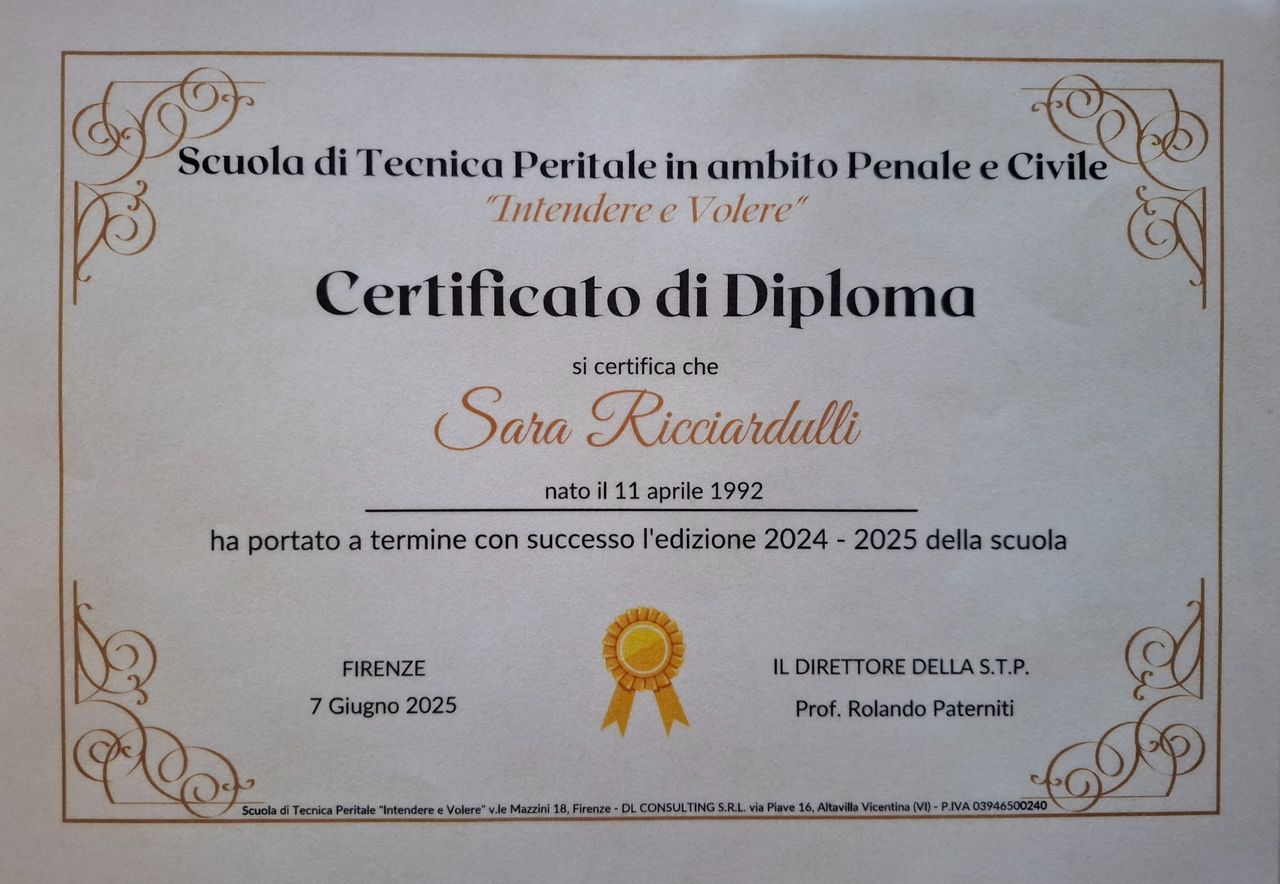 Scuola di Tecnica Peritale in ambito Penale e Civile
"Intendere e Volere"
Certificato di Diploma
si certifica che
Sara Ricciardulli
nato il 11 aprile 1992
ha portato a termine con successo l'edizione 2024 - 2025 della scuola
FIRENZE
7 Giugno 2025
IL DIRETTORE DELLA S.T.P.
Prof. Rolando Paterniti
Scuola di Tecnica Peritale "Intendere e Volere" v.le Mazzini 18, Firenze - DL CONSULTING S.R.L. via Piave 16, Altavilla Vicentina (VI) - P.IVA 03946500240